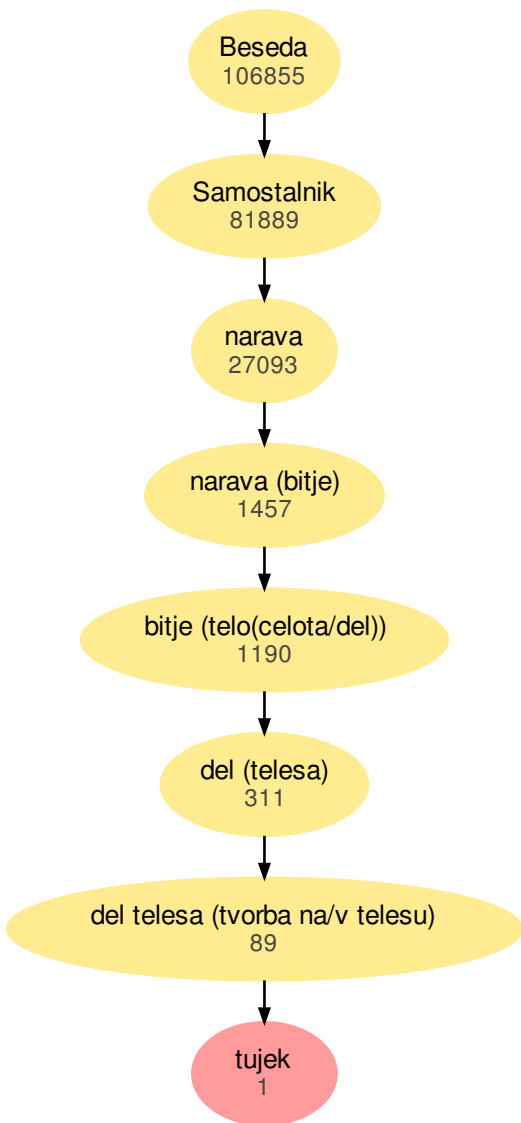 Beseda
106855
Samostalnik
81889
narava
27093
narava (bitje)
1457
bitje (telo(celota/del))
1190
del (telesa)
311
del telesa (tvorba na/v telesu)
89
tujek
1